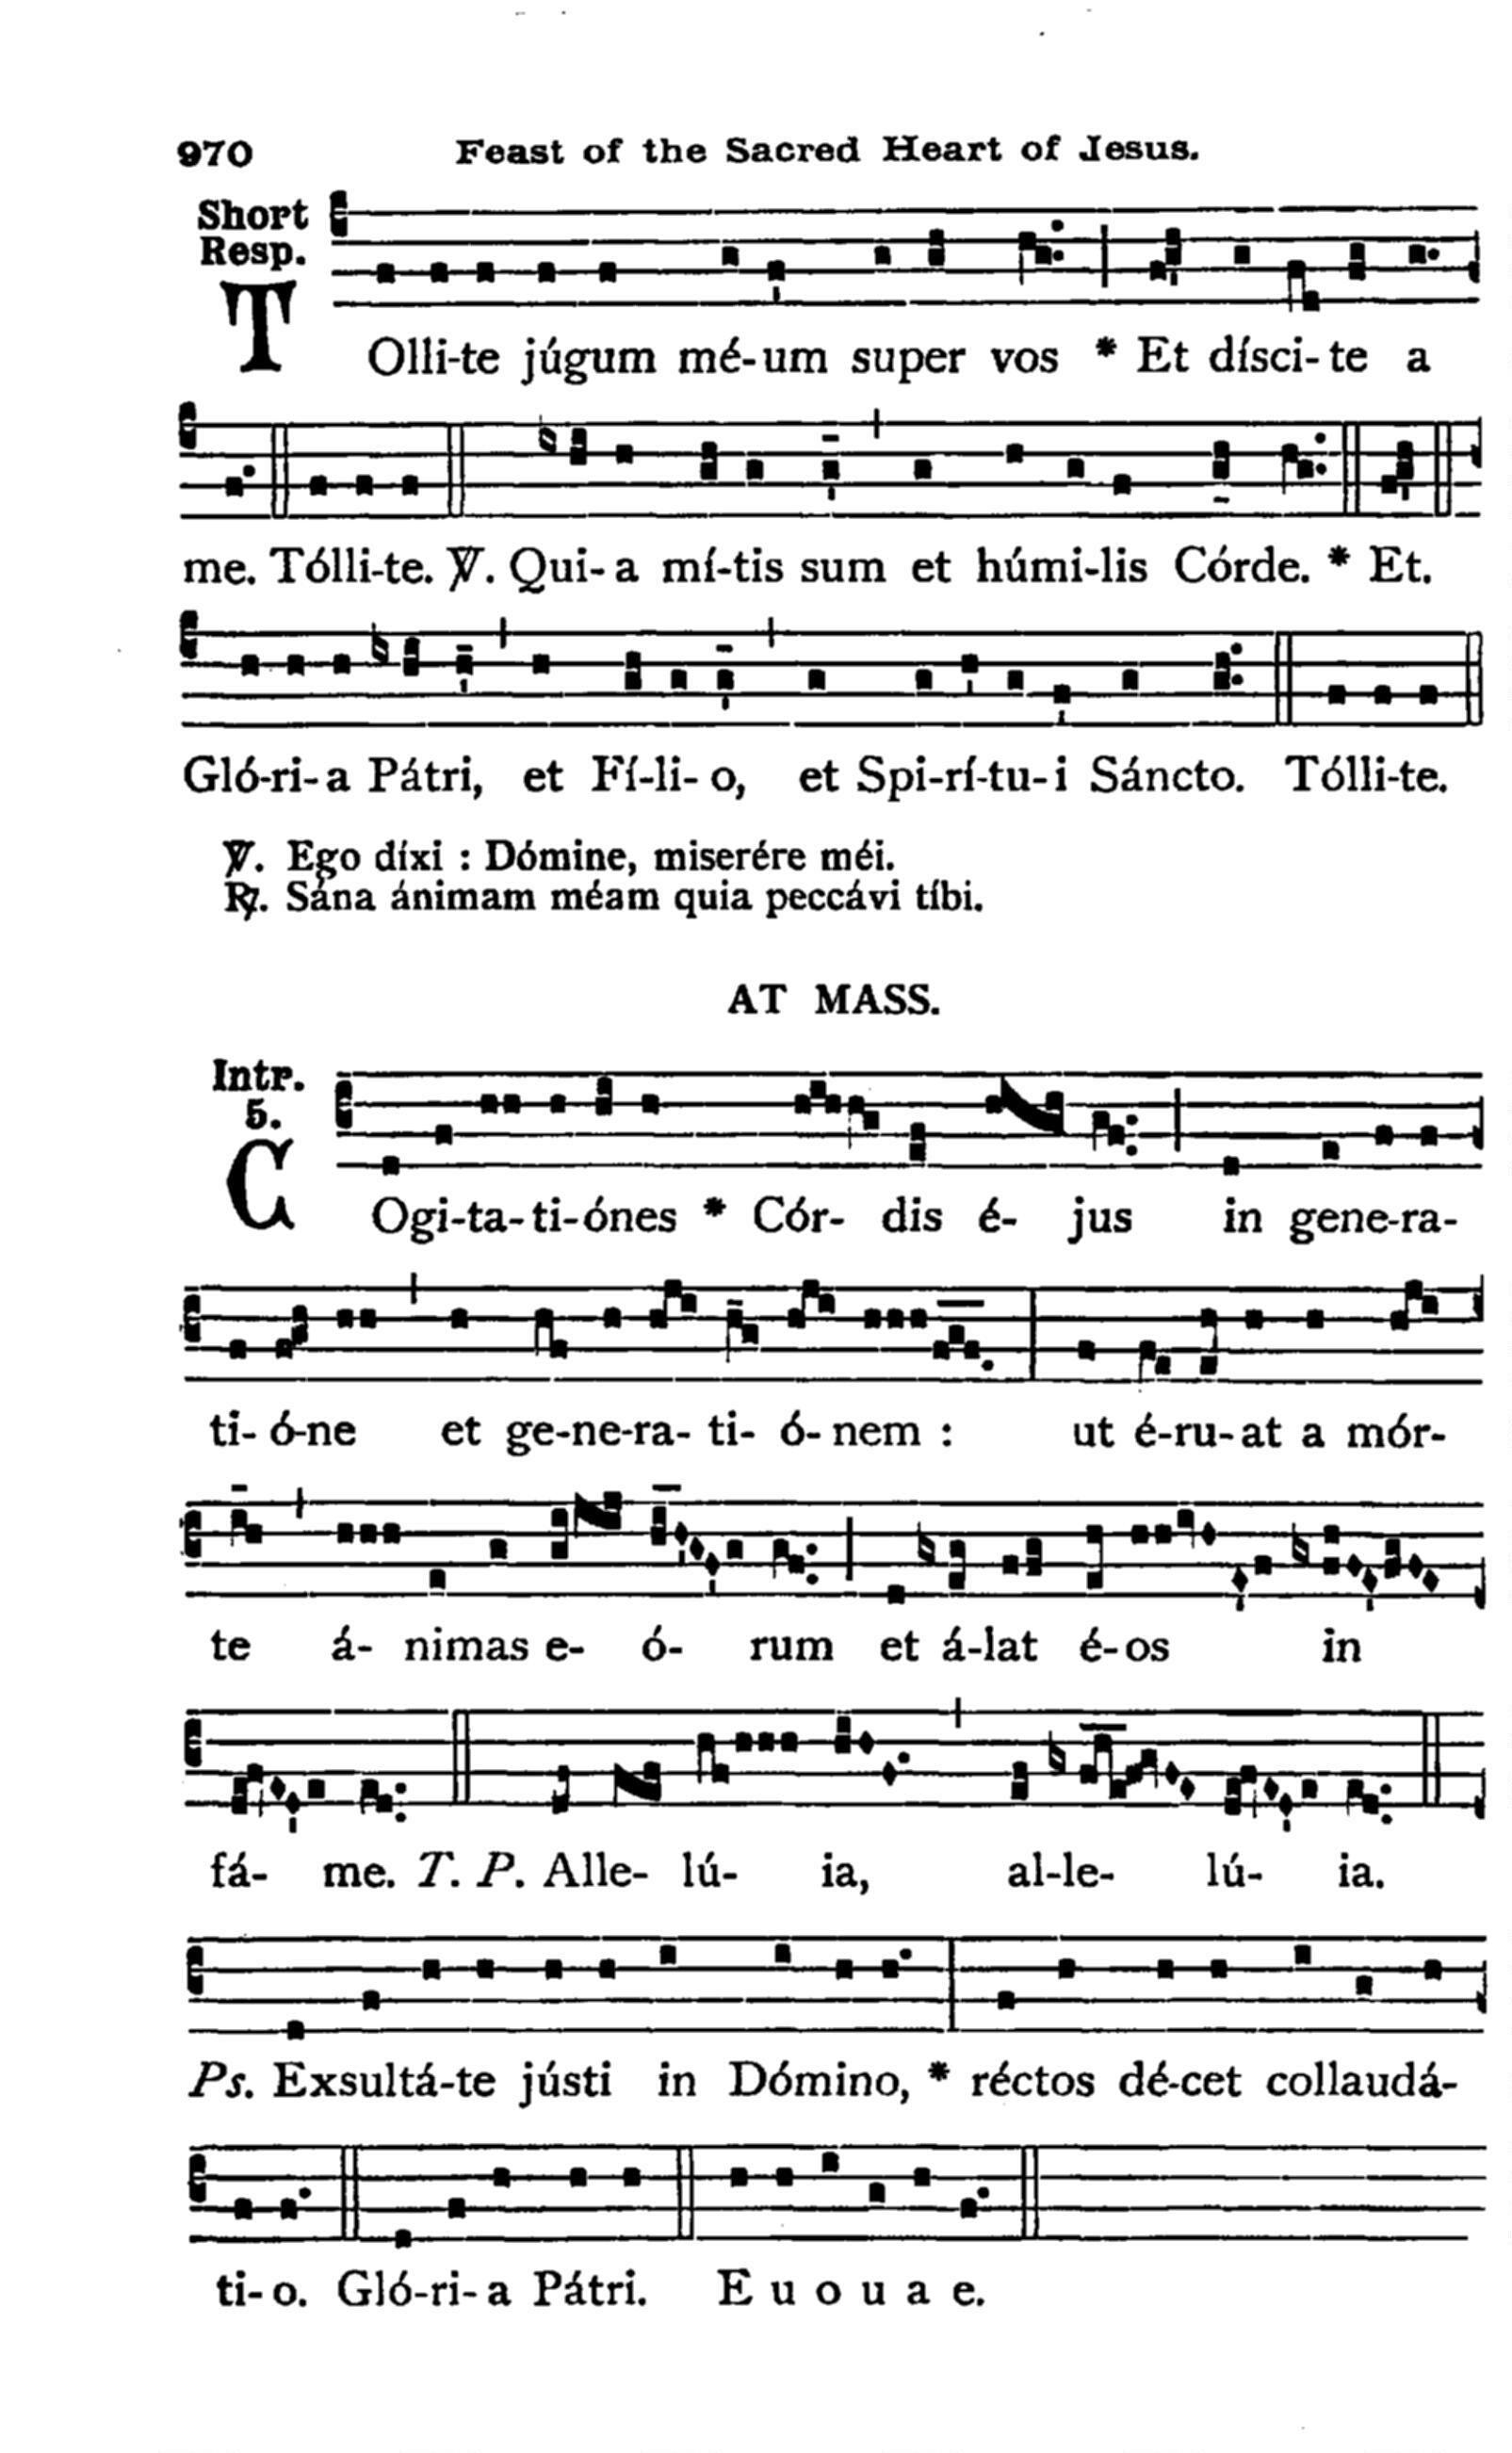 970 Feast of the Sacred Heart of Jesus.
Short
Resp.
TOlli-te júgum mé-um super vos * Et dísci-te a
me. Tólli-te. ℣. Qui-a mí-tis sum et húmi-lis Córde. * Et.
Gló-ri-a Pátri, et Fí-li-o, et Spi-rí-tu-i Sáncto. Tólli-te.
℣. Ego díxi : Dómine, miserére méi.
℟. Sána ánimam méam quia peccávi tíbi.
AT MASS.
Intr.
5.
COgi-ta-ti-ónes * Cór- dis é- jus in gene-ra-
ti- ó-ne et ge-ne-ra- ti- ó- nem : ut é-ru-at a mór-
te á- nimas e- ó- rum et á-lat é-os in
fá- me. T. P. Alle- lú- ia, al-le- lú- ia.
Ps. Exsultá-te jústi in Dómino, * réctos dé-cet collaudá-
ti-o. Gló-ri-a Pátri. E u o u a e.